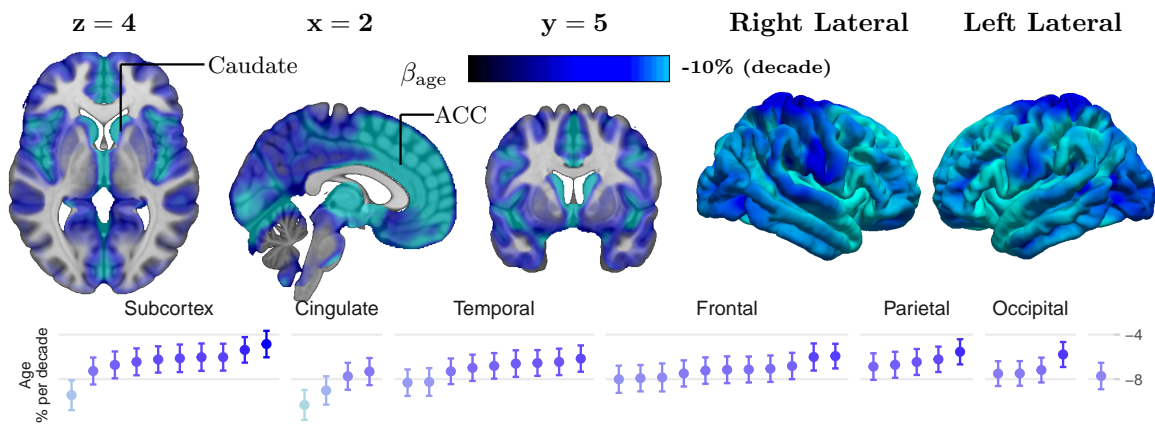 z = 4
x = 2
y = 5
Right Lateral
Left Lateral
Caudate
βage
-10% (decade)
ACC
Subcortex
Cingulate
Temporal
Frontal
Parietal
Occipital
Age
% per decade
−4
−8